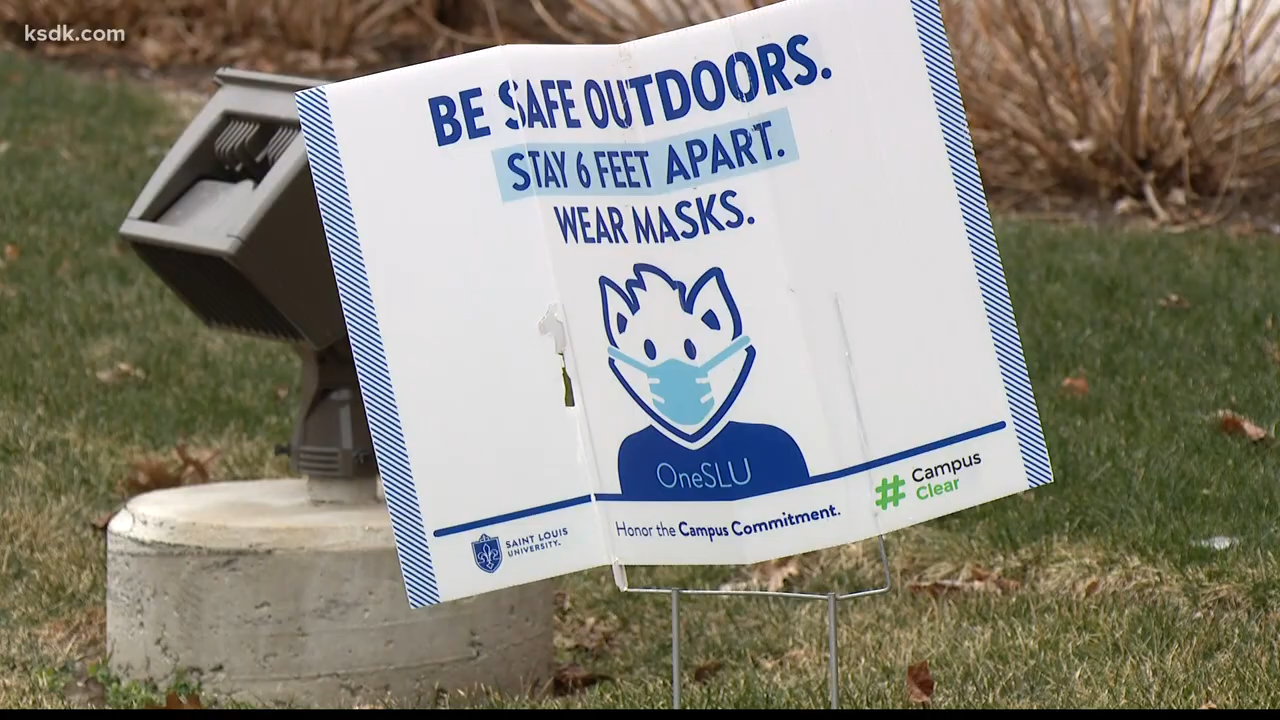 ksdk.com
BE SAFE OUTDOORS.
STAY 6 FEET APART.
WEAR MASKS.
OneSLU
SAINT LOUIS
UNIVERSITY™
Honor the Campus Commitment.
# Campus
Clear